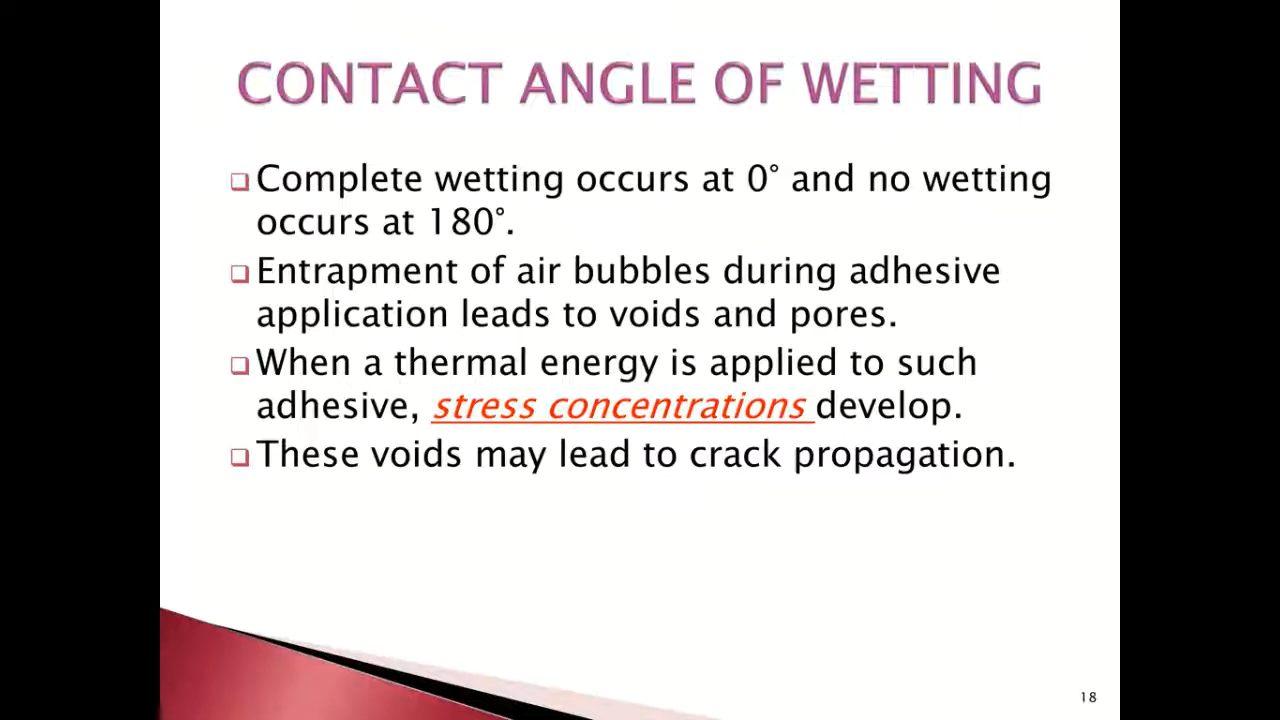 CONTACT ANGLE OF WETTING
Complete wetting occurs at 0° and no wetting
occurs at 180°.
Entrapment of air bubbles during adhesive
application leads to voids and pores.
When a thermal energy is applied to such
adhesive, stress concentrations develop.
These voids may lead to crack propagation.
18